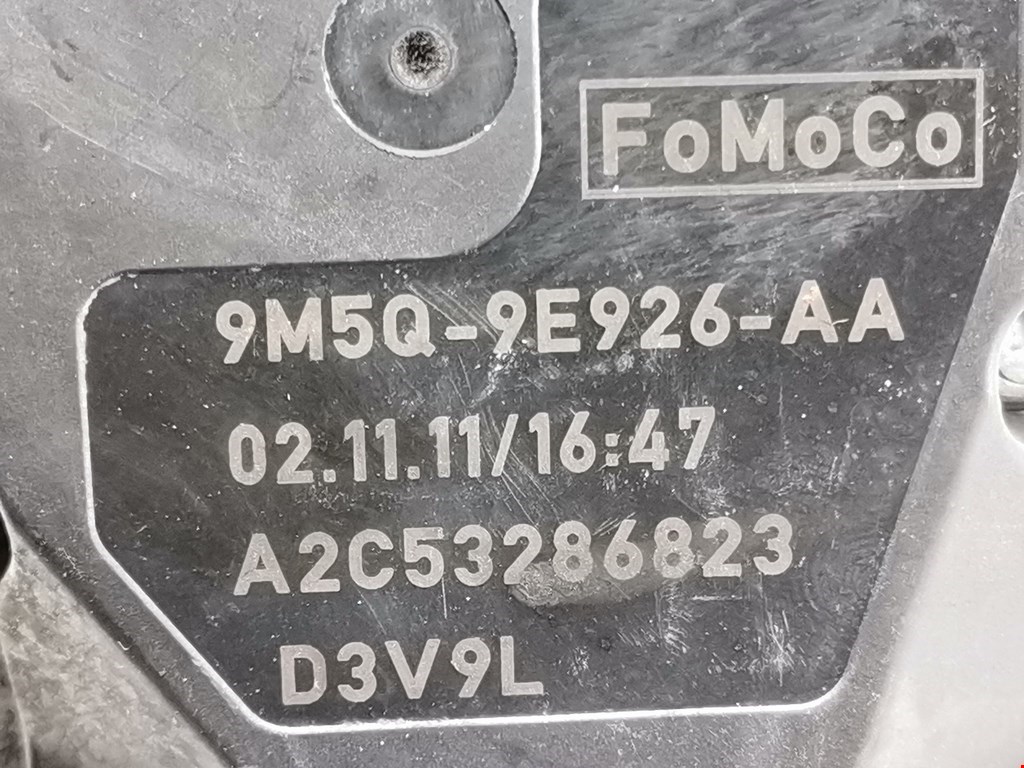 FoMoCo
9M5Q-9E926-AA
02.11.11/16:47
A2C53286823
D3V9L